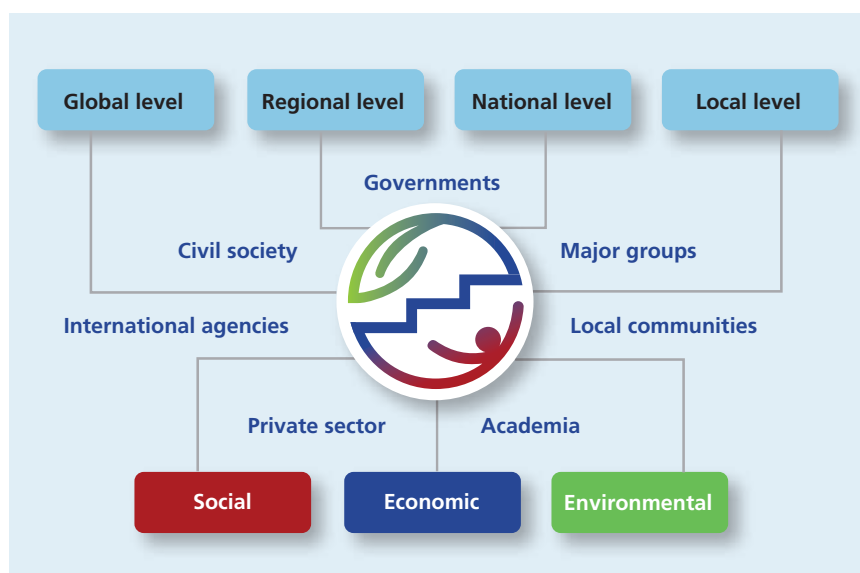 Global level
Regional level
National level
Local level
Governments
Civil society
Major groups
International agencies
Local communities
Private sector
Academia
Social
Economic
Environmental